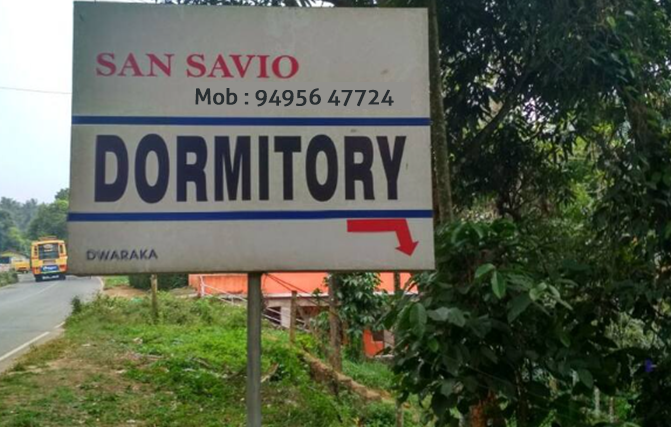 SAN SAVIO
Mob : 94956 47724
DORMITORY
DWARAKA